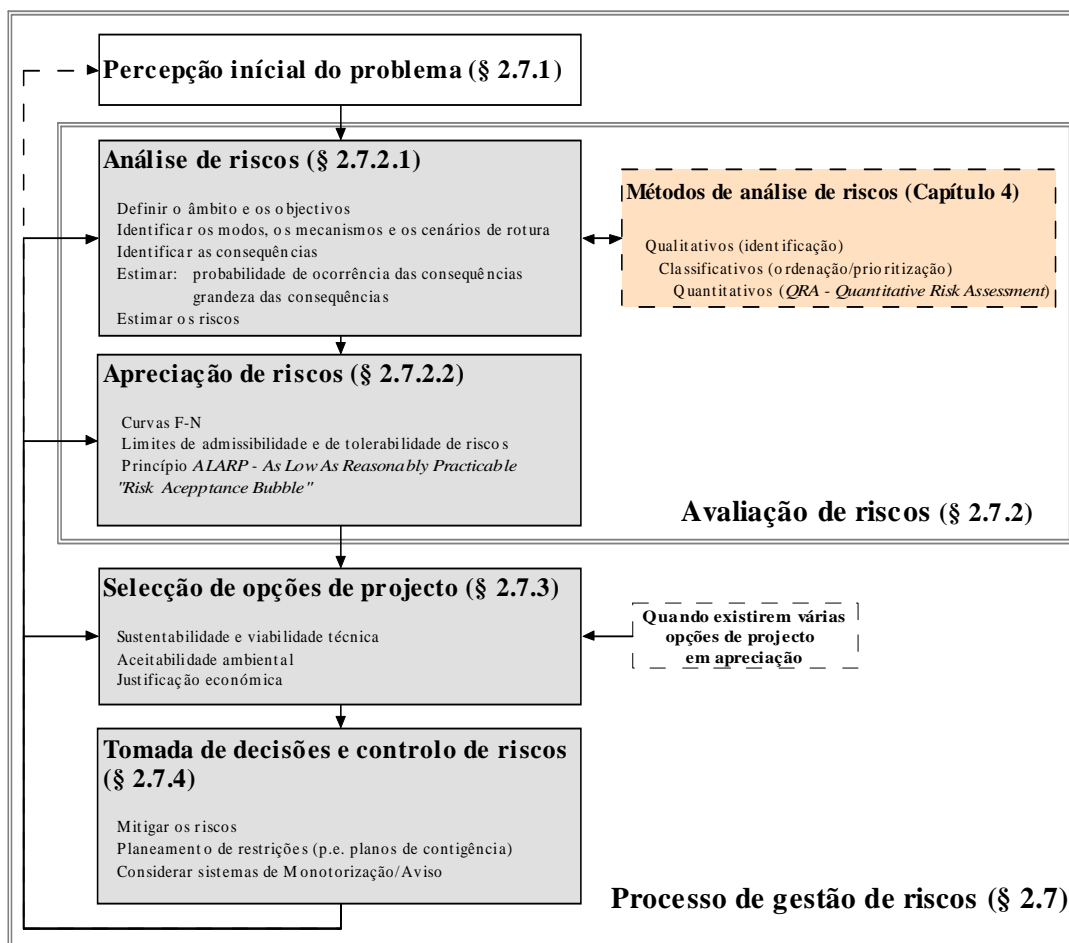 Percepção inícial do problema (§ 2.7.1)
Análise de riscos (§ 2.7.2.1)
Definir o âmbito e os objectivos
Identificar os modos, os mecanismos e os cenários de rotura
Identificar as consequências
Estimar: probabilidade de ocorrência das consequências
grandeza das consequências
Estimar os riscos
Métodos de análise de riscos (Capítulo 4)
Qualitativos (identificação)
Classificativos (ordenação/prioritização)
Quantitativos (QRA - Quantitative Risk Assessment)
Apreciação de riscos (§ 2.7.2.2)
Curvas F-N
Limites de admissibilidade e de tolerabilidade de riscos
Princípio ALARP - As Low As Reasonably Practicable
"Risk Acepptance Bubble"
Avaliação de riscos (§ 2.7.2)
Selecção de opções de projecto (§ 2.7.3)
Sustentabilidade e viabilidade técnica
Aceitabilidade ambiental
Justificação económica
Quando existirem várias
opções de projecto
em apreciação
Tomada de decisões e controlo de riscos
(§ 2.7.4)
Mitigar os riscos
Planeamento de restrições (p.e. planos de contigência)
Considerar sistemas de Monotorização/Aviso
Processo de gestão de riscos (§ 2.7)